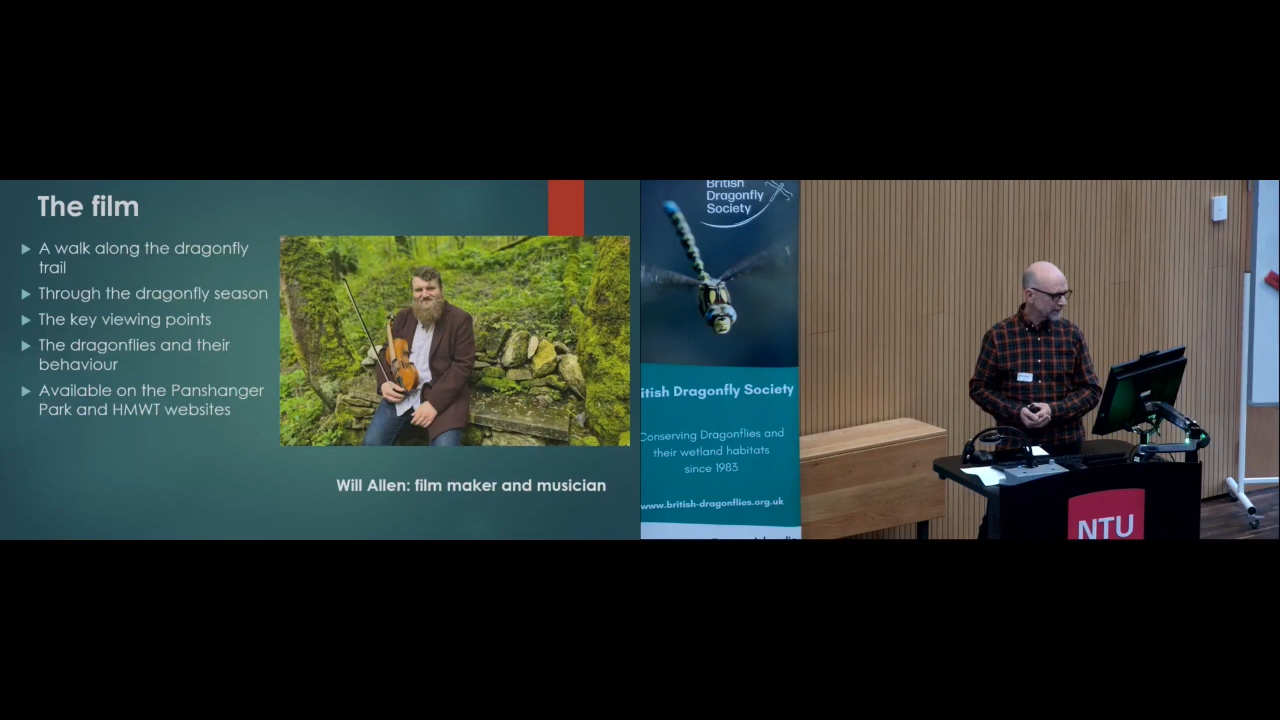 The film
A walk along the dragonfly
trail
Through the dragonfly season
The key viewing points
The dragonflies and their
behaviour
Available on the Panshanger
Park and HMWT websites
Will Allen: film maker and musician
British
Dragonfly
Society
itish Dragonfly Society
Conserving Dragonflies and
their wetland habitats
since 1983
www.british-dragonflies.org.uk
NTU